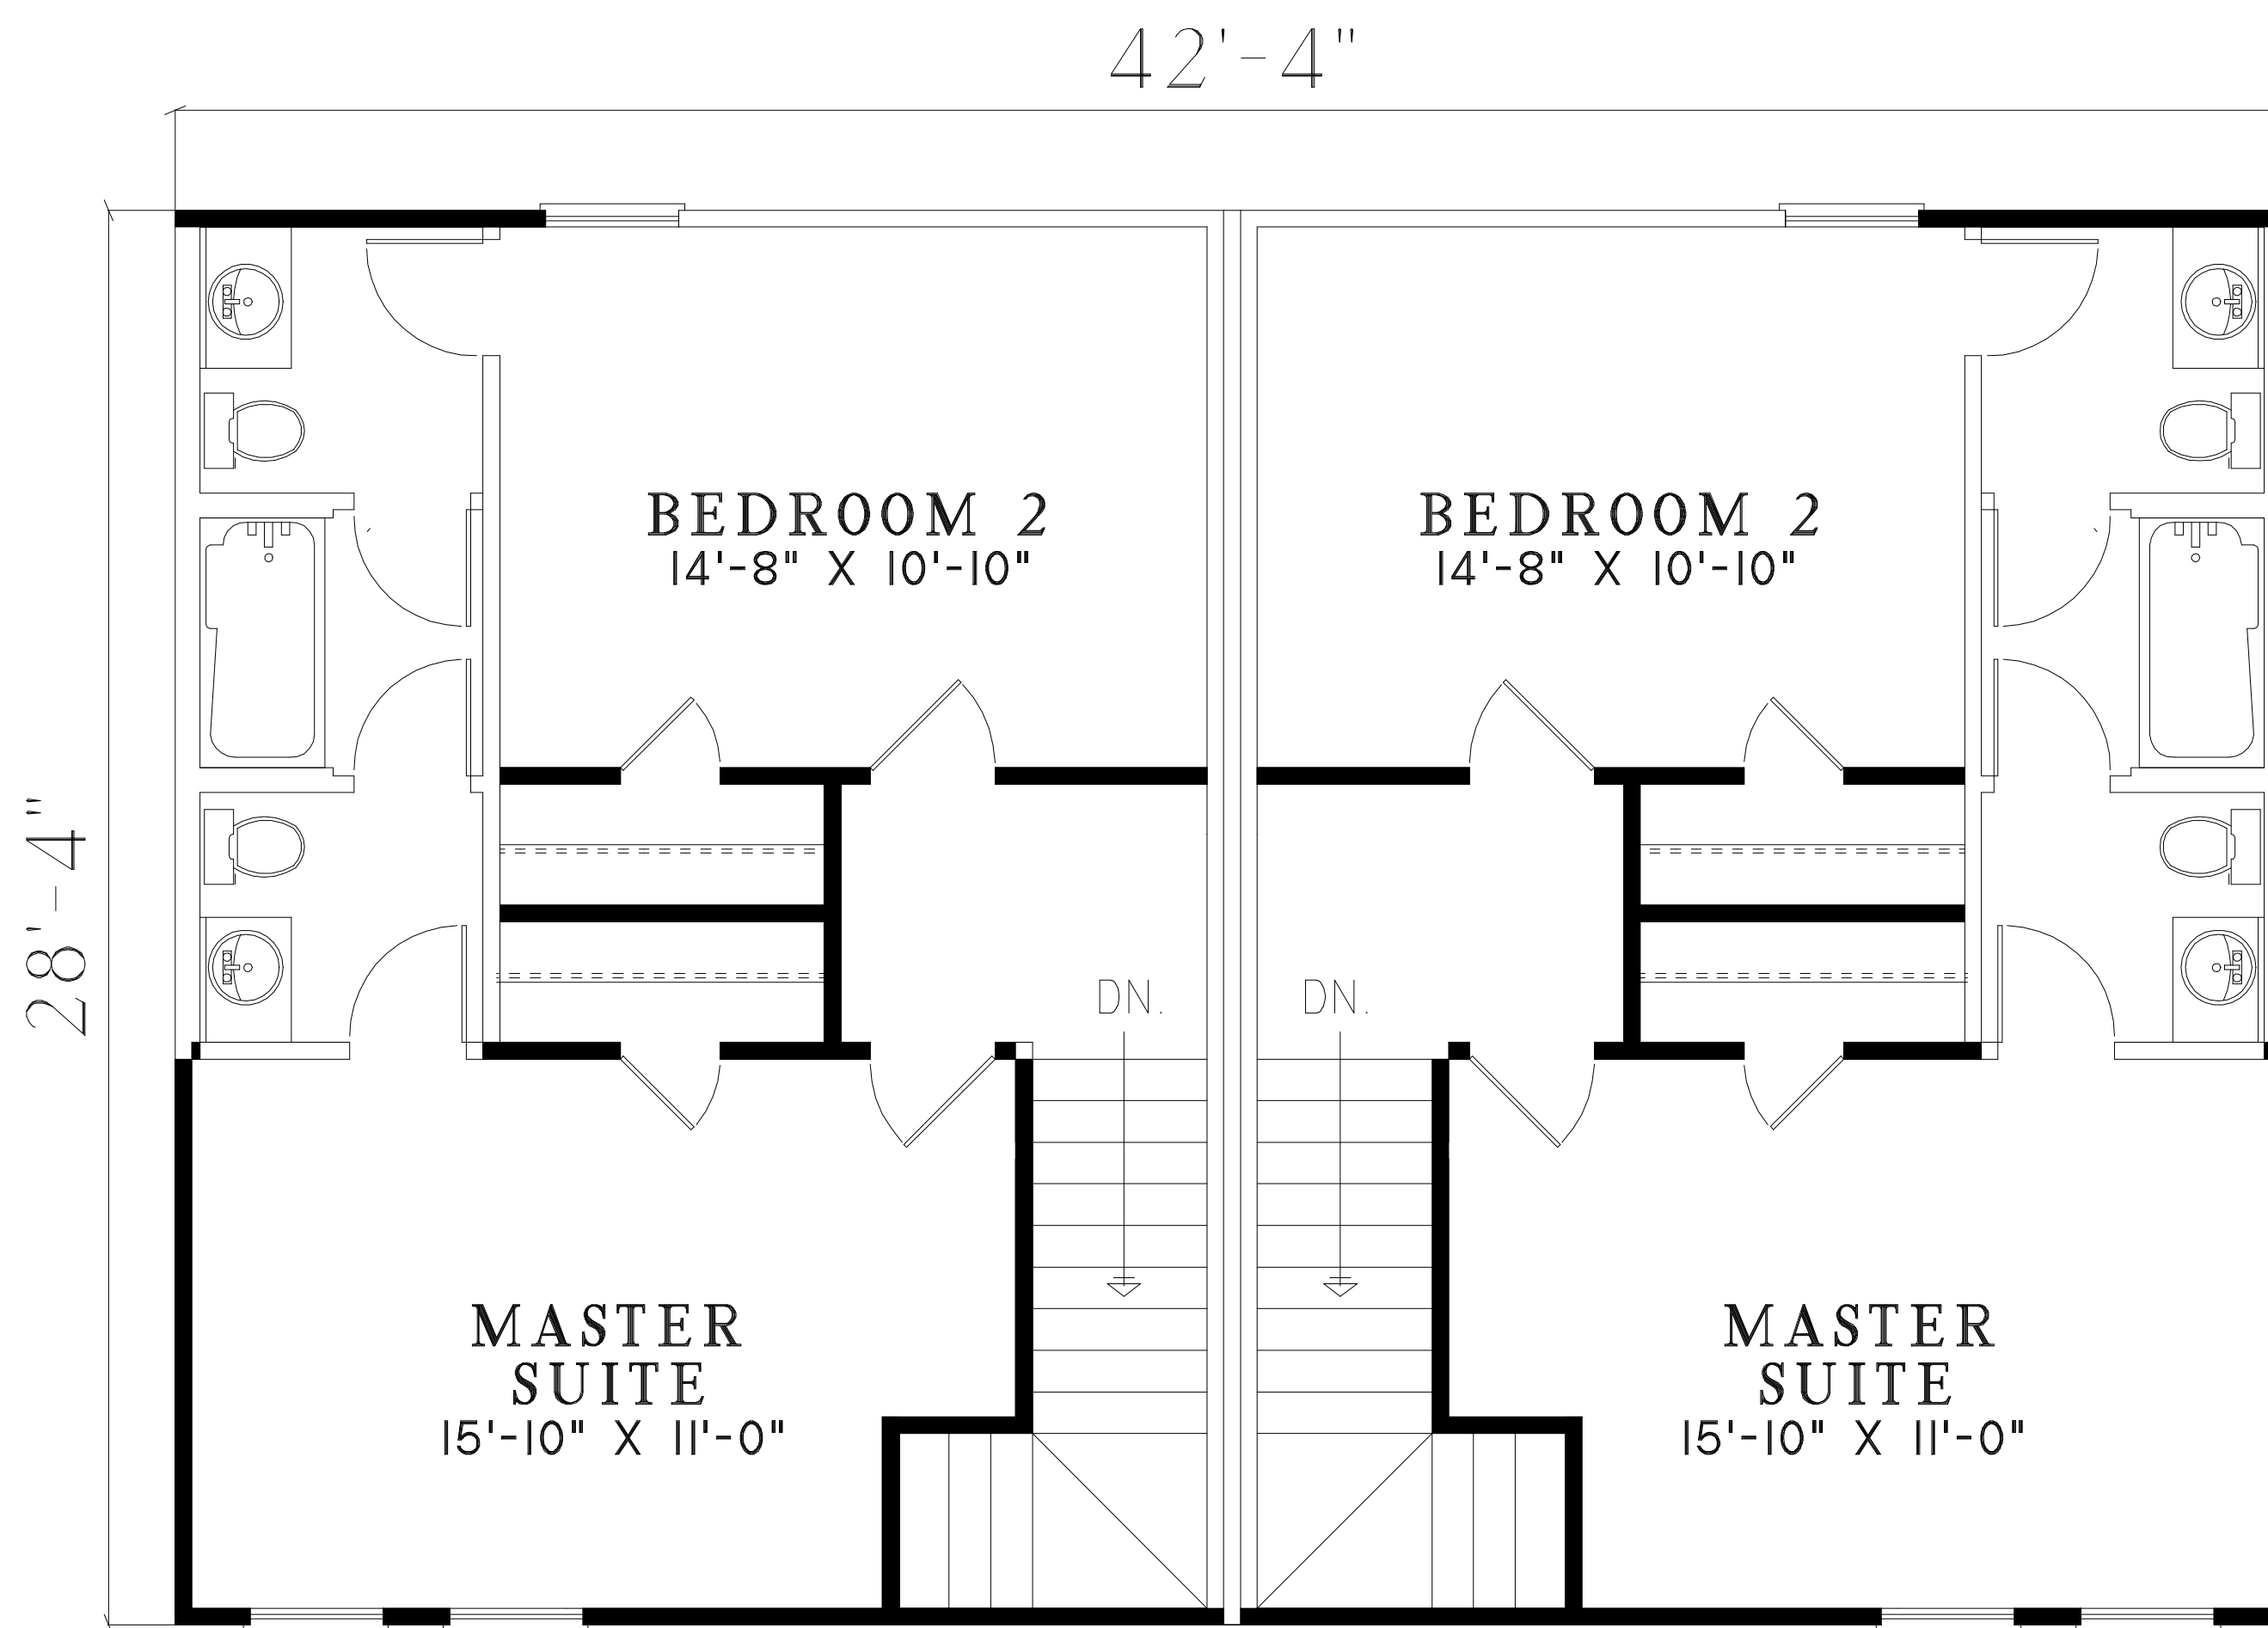 42'-4"
BEDROOM 2
14'-8" X 10'-10"
BEDROOM 2
14'-8" X 10'-10"
28'-4"
DN.
DN.
MASTER
SUITE
15'-10" X 11'-0"
MASTER
SUITE
15'-10" X 11'-0"